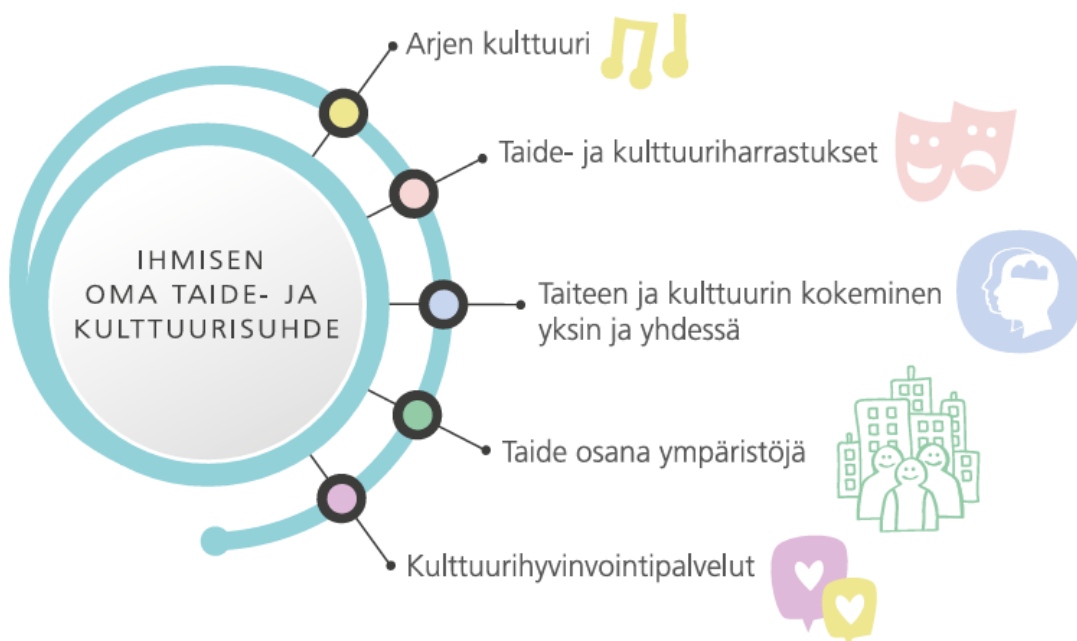 Arjen kulttuuri
Taide- ja kulttuuriharrastukset
IHMISEN
OMA TAIDE- JA
KULTTUURISUHDE
Taiteen ja kulttuurin kokeminen
yksin ja yhdessä
Taide osana ympäristöjä
Kulttuurihyvinvointipalvelut